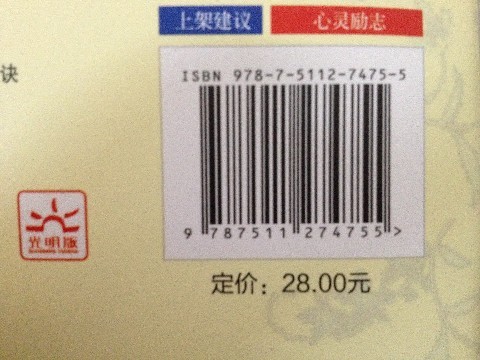 上架建议 心灵励志
诀
ISBN 978-7-5112-7475-5
9 787511 274755 >
光明版
定价：28.00元